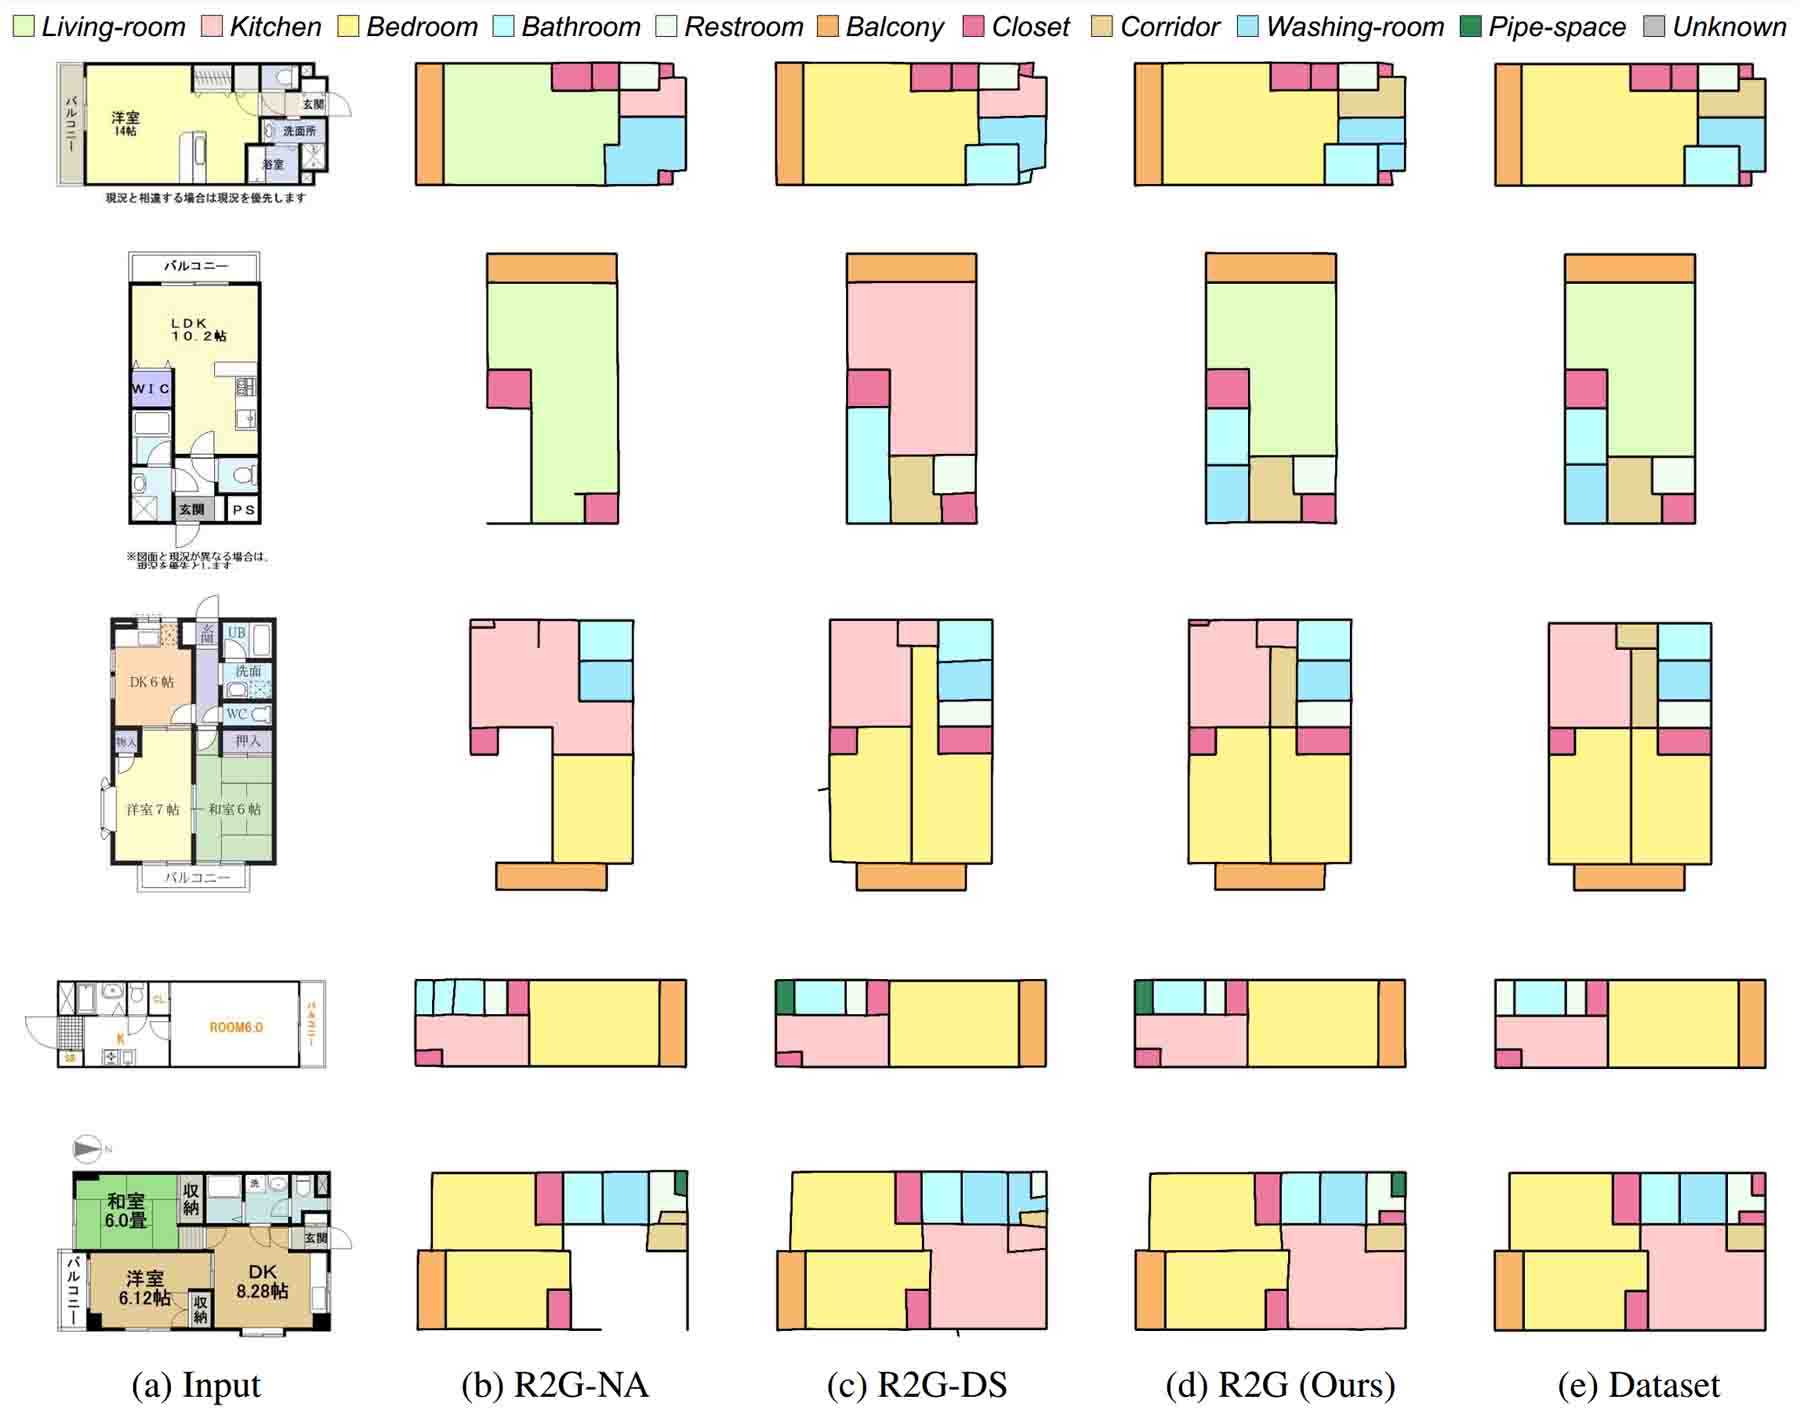 Living-room Kitchen Bedroom Bathroom Restroom Balcony Closet Corridor Washing-room Pipe-space Unknown
バルコニー
洋室
14帖
玄関
洗面所
浴室
現況と相違する場合は現況を優先します
バルコニー
LDK
10.2帖
WIC
玄関
PS
※図面と現況が異なる場合は、
現況を優先とします
玄関
UB
DK6帖
洗面
WC
物入
押入
洋室7帖
和室6帖
バルコニー
CL
K
ROOM6.0
バルコニー
SB
N
和室
6.0畳
収納
洗
玄関
バルコニー
洋室
6.12帖
収納
DK
8.28帖
(a) Input
(b) R2G-NA
(c) R2G-DS
(d) R2G (Ours)
(e) Dataset